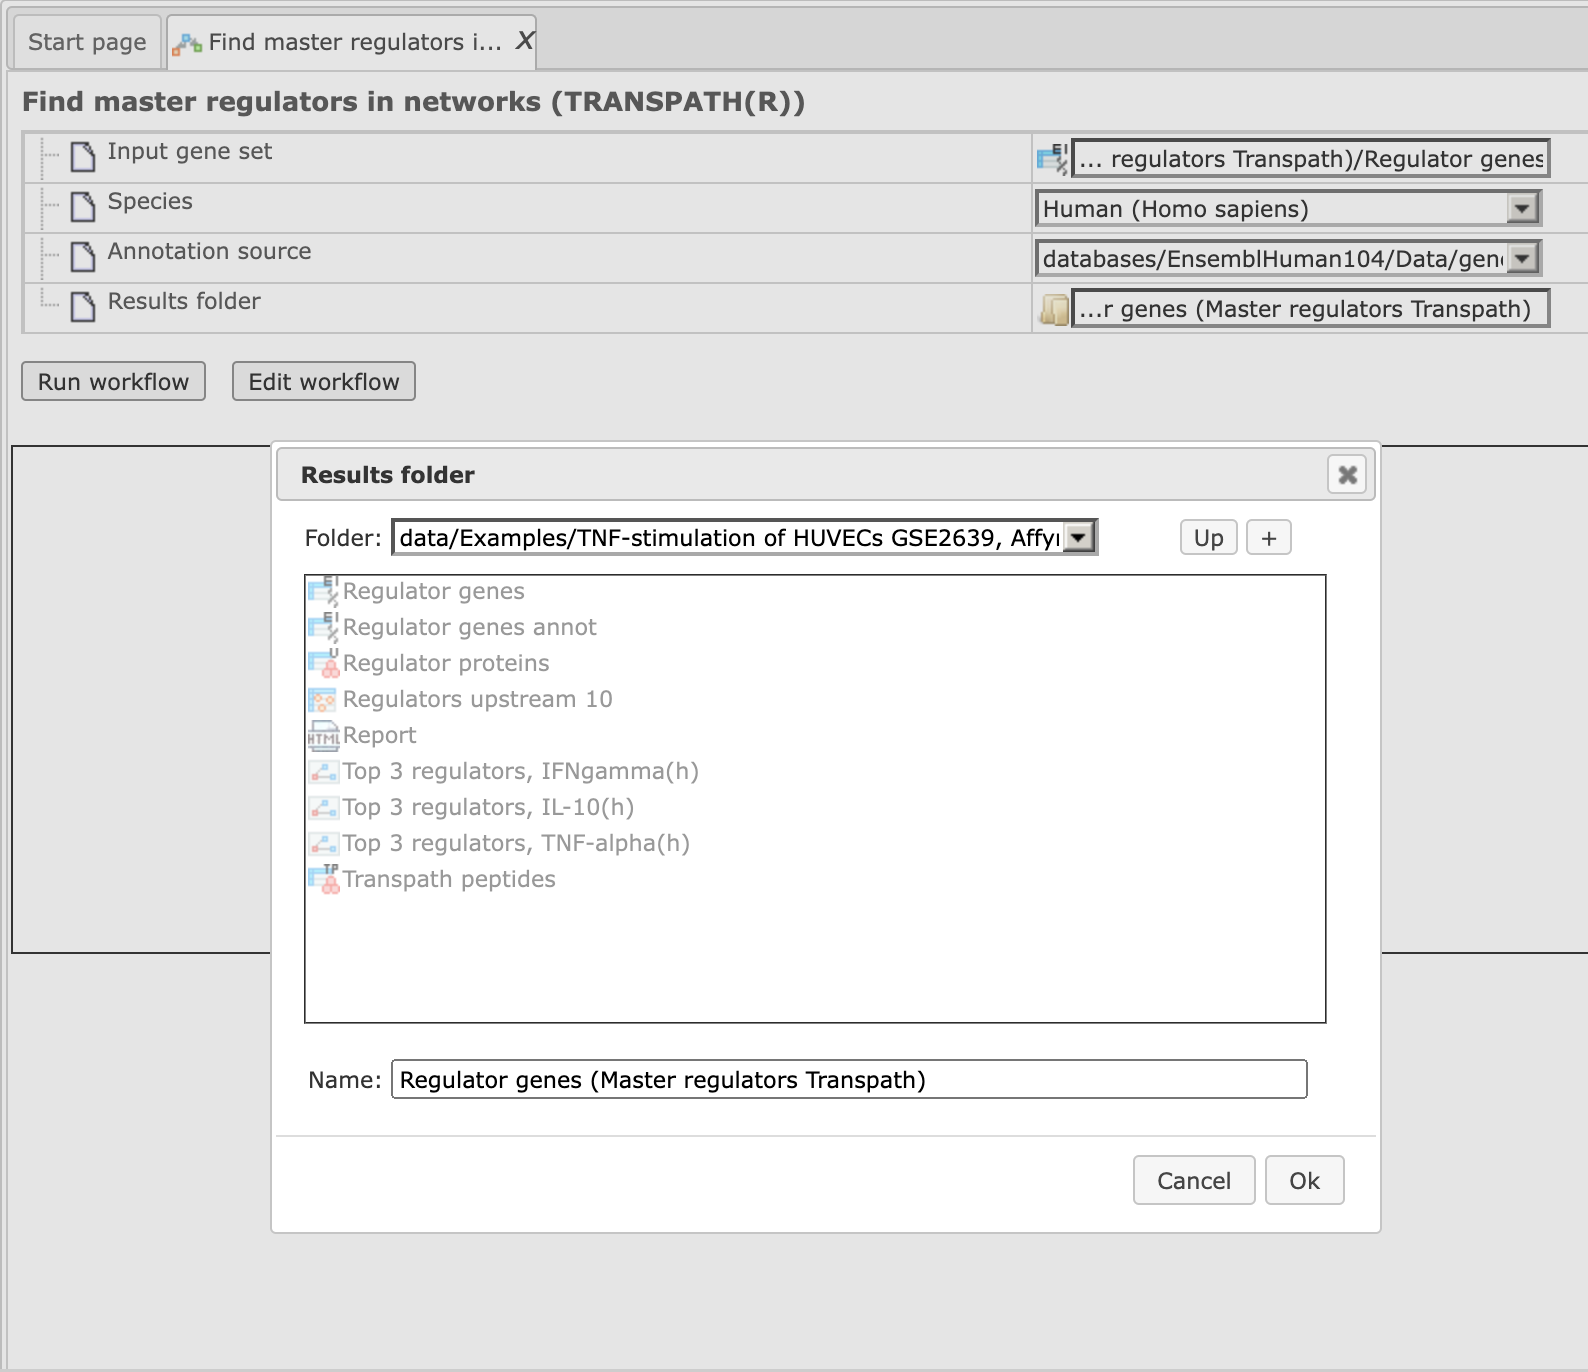 Start page
Find master regulators i... X
Find master regulators in networks (TRANSPATH(R))
Input gene set
... regulators Transpath)/Regulator genes
Species
Human (Homo sapiens)
Annotation source
databases/EnsemblHuman104/Data/gen
Results folder
...r genes (Master regulators Transpath)
Run workflow
Edit workflow
Results folder
Folder: data/Examples/TNF-stimulation of HUVECs GSE2639, Affy
Up
+
Regulator genes
Regulator genes annot
Regulator proteins
Regulators upstream 10
HTML Report
Top 3 regulators, IFNgamma(h)
Top 3 regulators, IL-10(h)
Top 3 regulators, TNF-alpha(h)
Transpath peptides
Name: Regulator genes (Master regulators Transpath)
Cancel
Ok